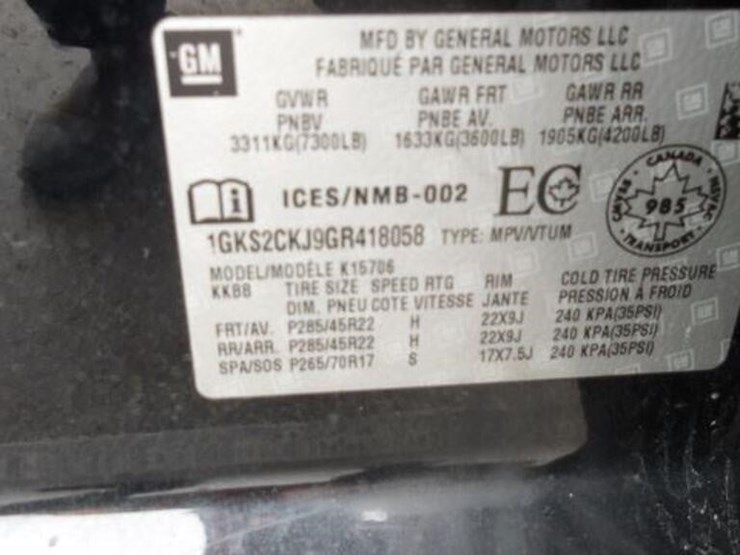 GM
MFD BY GENERAL MOTORS LLC
FABRIQUÉ PAR GENERAL MOTORS LLC
GVWR GAWR FRT GAWR RR
PNBV PNBE AV. PNBE ARR.
3311KG(7300LB) 1633KG(3600LB) 1905KG(4200LB)
i ICES/NMB-002 EC
CANADA
985
TRANSPORT
1GKS2CKJ9GR418058 TYPE: MPV/VTUM
MODEL/MODÈLE K15706
KKBB TIRE SIZE SPEED RTG RIM COLD TIRE PRESSURE
DIM. PNEU COTE VITESSE JANTE PRESSION À FROID
FRT/AV. P285/45R22 H 22X9J 240 KPA(35PSI)
RR/ARR. P285/45R22 H 22X9J 240 KPA(35PSI)
SPA/SOS P265/70R17 S 17X7.5J 240 KPA(35PSI)